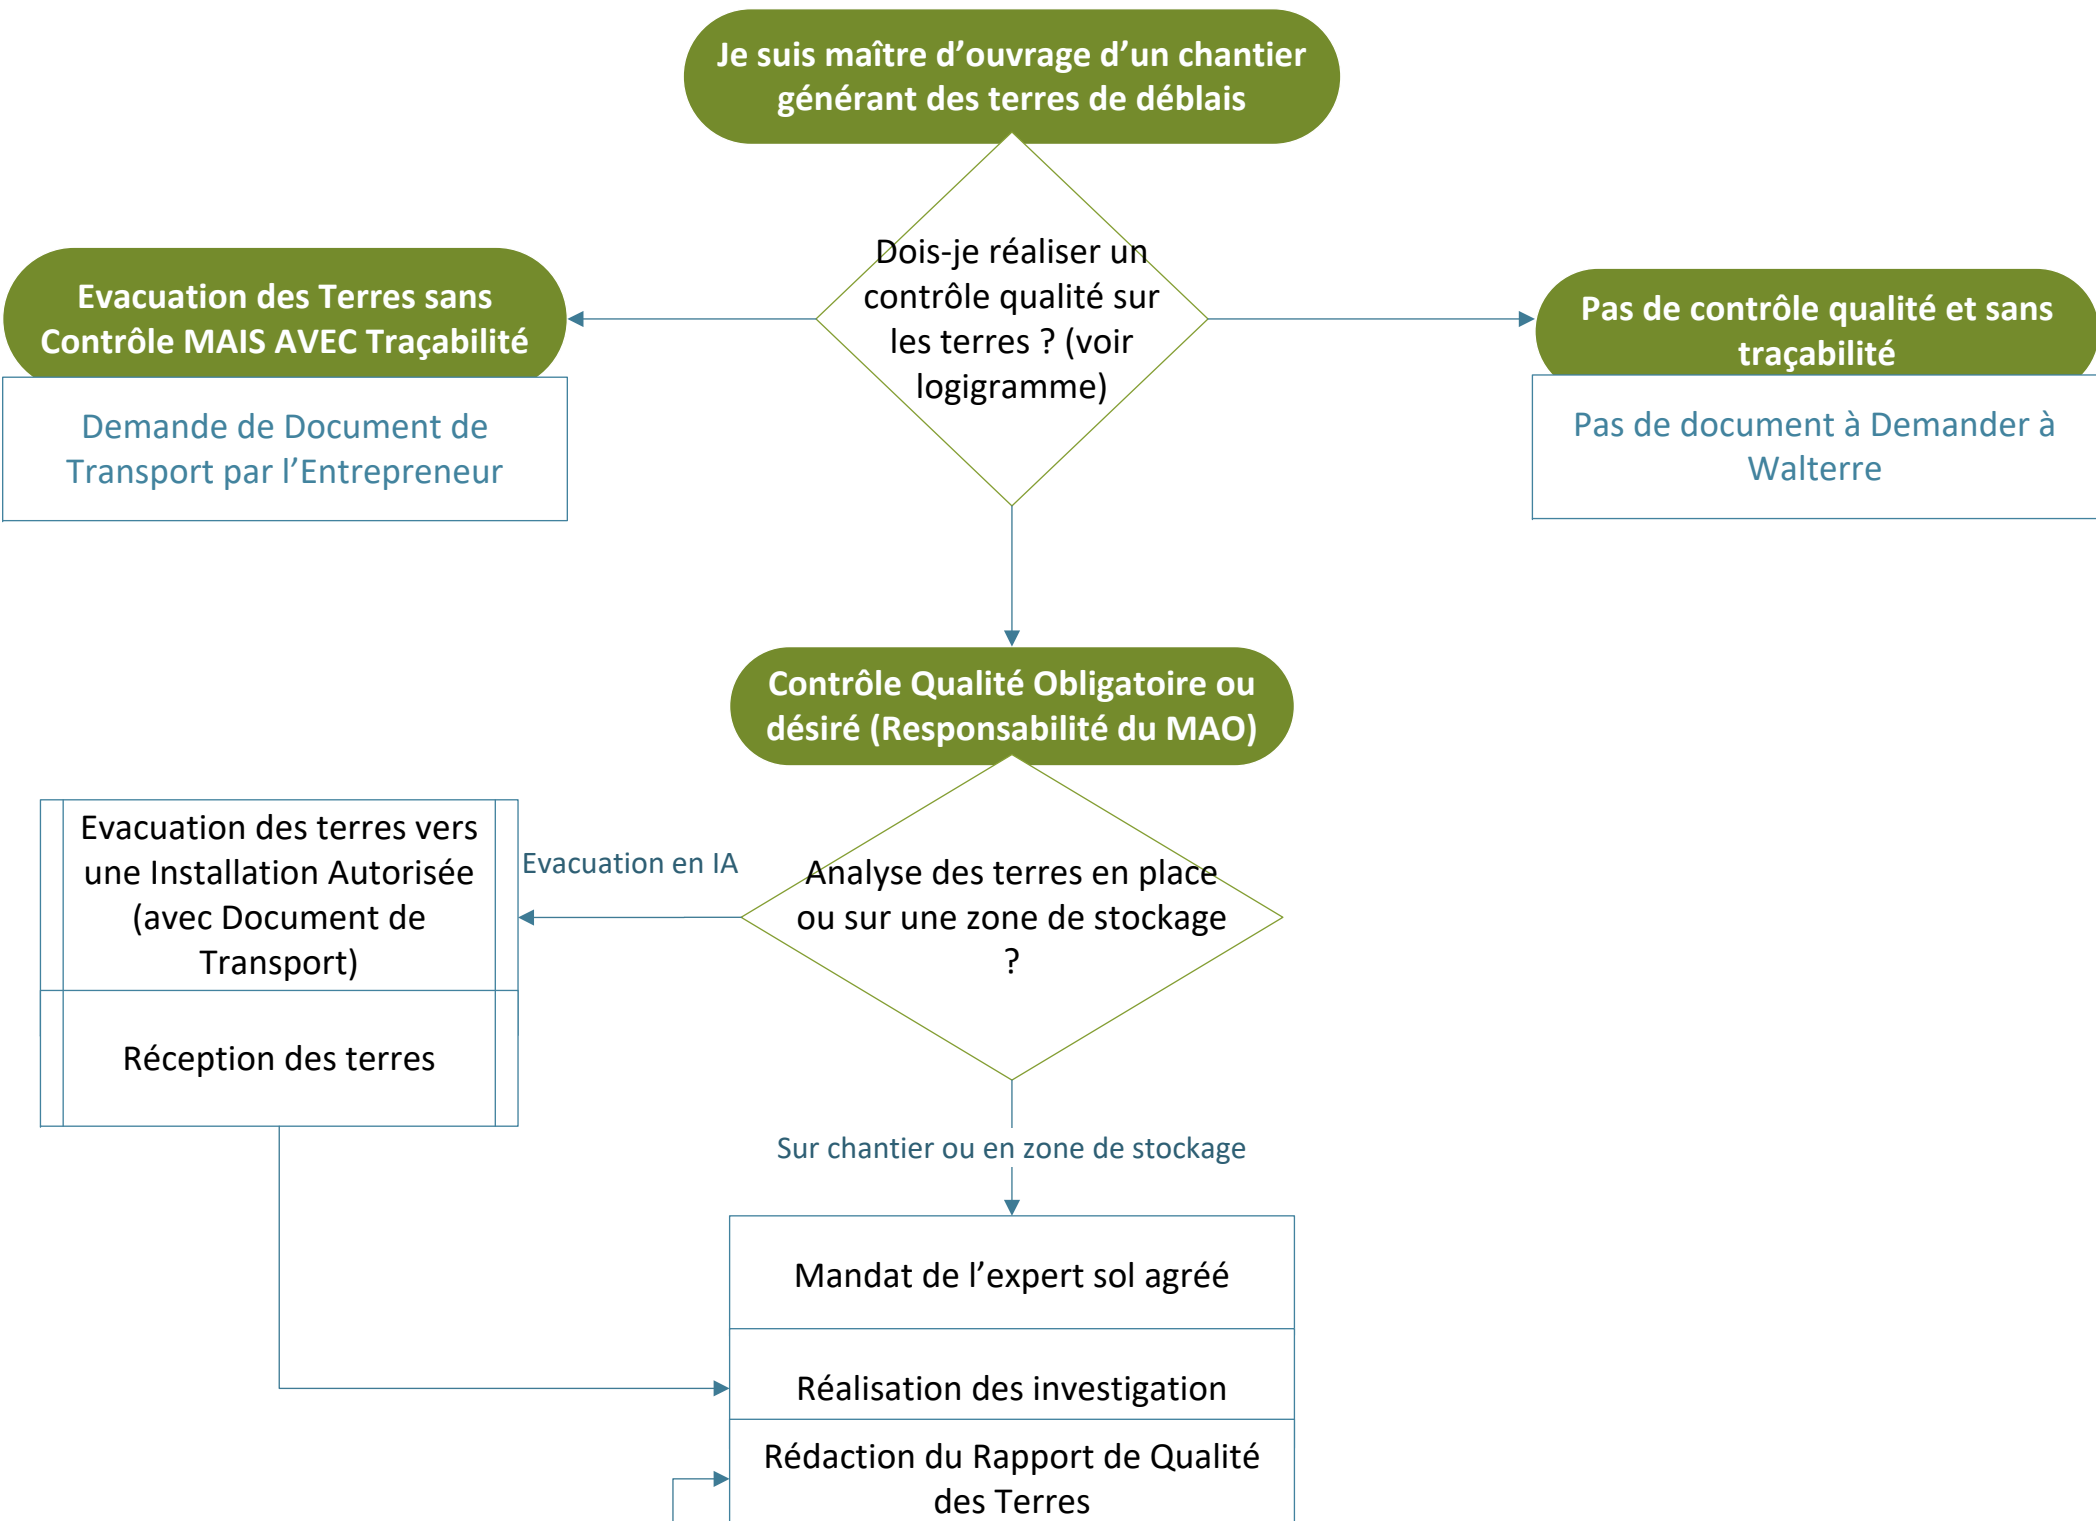 Je suis maître d’ouvrage d’un chantier
générant des terres de déblais
Dois-je réaliser un
contrôle qualité sur
les terres ? (voir
logigramme)
Evacuation des Terres sans
Contrôle MAIS AVEC Traçabilité
Demande de Document de
Transport par l’Entrepreneur
Pas de contrôle qualité et sans
traçabilité
Pas de document à Demander à
Walterre
Contrôle Qualité Obligatoire ou
désiré (Responsabilité du MAO)
Analyse des terres en place
ou sur une zone de stockage
?
Evacuation en IA
Evacuation des terres vers
une Installation Autorisée
(avec Document de
Transport)
Réception des terres
Sur chantier ou en zone de stockage
Mandat de l’expert sol agréé
Réalisation des investigation
Rédaction du Rapport de Qualité
des Terres